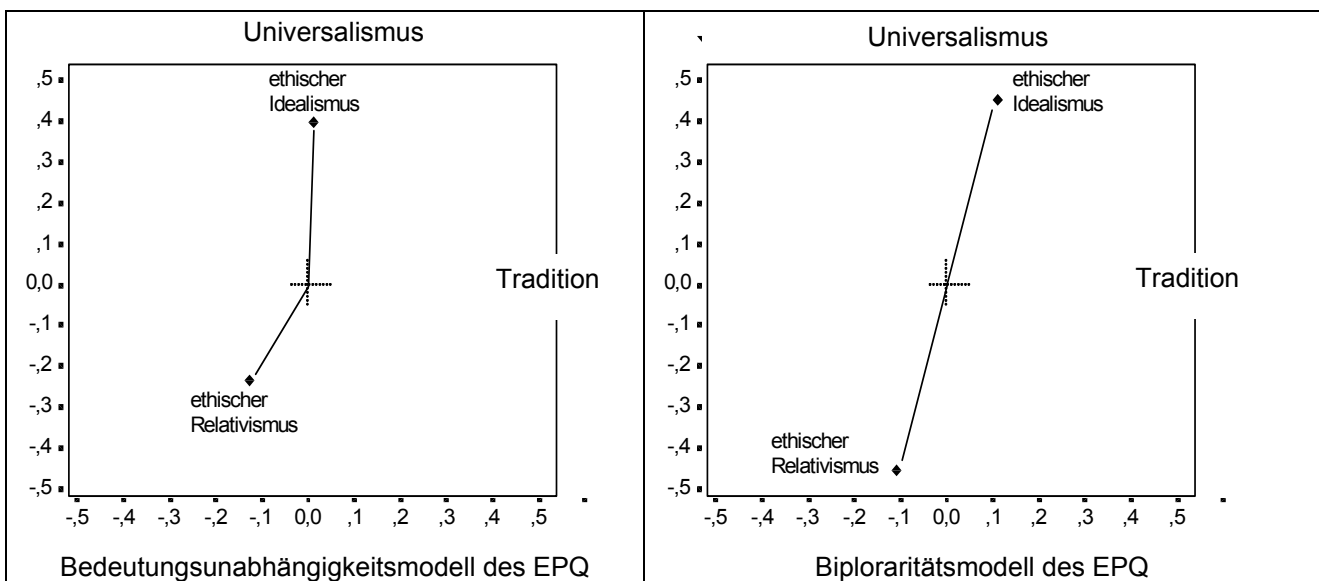 Universalismus
,5
,4
,3
,2
,1
0,0
-,1
-,2
-,3
-,4
-,5
ethischer
Idealismus
Tradition
ethischer
Relativismus
-,5 -,4 -,3 -,2 -,1 0,0 ,1 ,2 ,3 ,4 ,5
Bedeutungsunabhängigkeitsmodell des EPQ
Universalismus
,5
,4
,3
,2
,1
0,0
-,1
-,2
-,3
-,4
-,5
ethischer
Idealismus
Tradition
ethischer
Relativismus
-,5 -,4 -,3 -,2 -,1 0,0 ,1 ,2 ,3 ,4 ,5
Biploraritätsmodell des EPQ